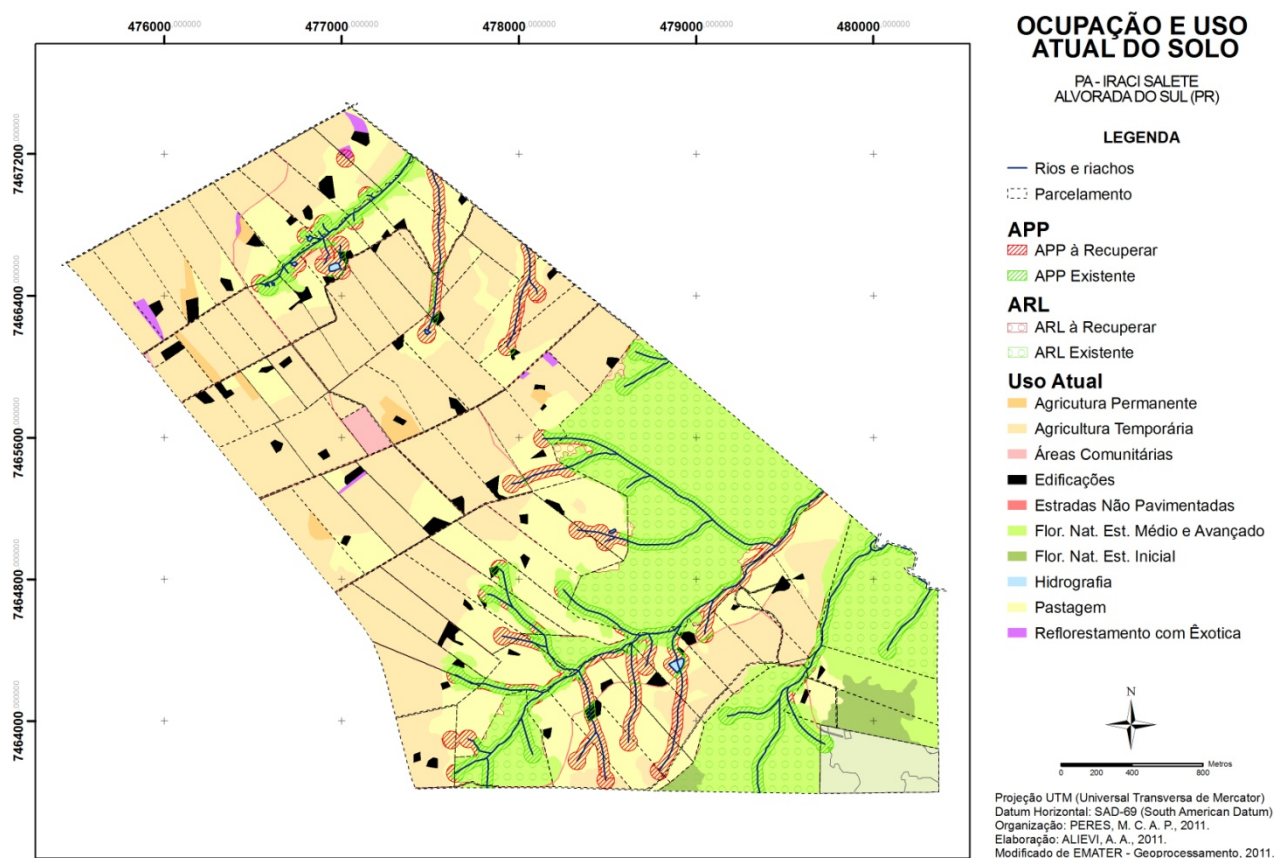 OCUPAÇÃO E USO
ATUAL DO SOLO
PA - IRACI SALETE
ALVORADA DO SUL (PR)
476000,000000
477000,000000
478000,000000
479000,000000
480000,000000
7467200,000000
7466400,000000
7465600,000000
7464800,000000
7464000,000000
LEGENDA
Rios e riachos
Parcelamento
APP
APP à Recuperar
APP Existente
ARL
ARL à Recuperar
ARL Existente
Uso Atual
Agricutura Permanente
Agricultura Temporária
Áreas Comunitárias
Edificações
Estradas Não Pavimentadas
Flor. Nat. Est. Médio e Avançado
Flor. Nat. Est. Inicial
Hidrografia
Pastagem
Reflorestamento com Êxotica
N
Metros
0 200 400 800
Projeção UTM (Universal Transversa de Mercator)
Datum Horizontal: SAD-69 (South American Datum)
Organização: PERES, M. C. A. P., 2011.
Elaboração: ALIEVI, A. A., 2011.
Modificado de EMATER - Geoprocessamento, 2011.